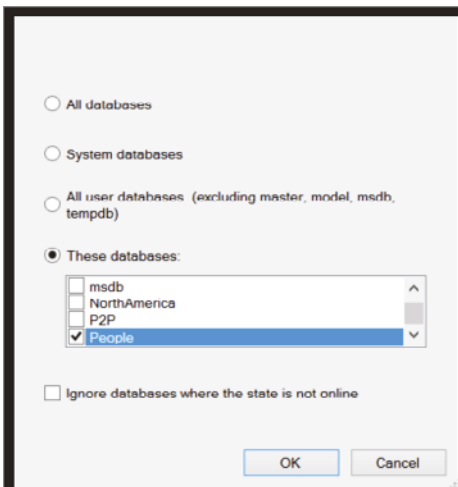 All databases
System databases
All user databases (excluding master, model, msdb,
tempdb)
These databases:
msdb
NorthAmerica
P2P
People
Ignore databases where the state is not online
OK
Cancel